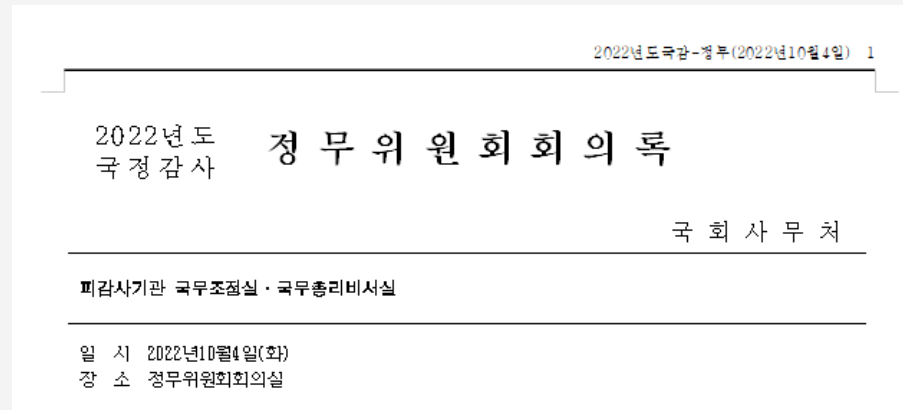 2022년도국감-정무(2022년10월4일) 1
2022년도
국정감사
정무위원회회의록
국회사무처
피감사기관 국무조정실·국무총리비서실
일 시 2022년10월4일(화)
장 소 정무위원회회의실